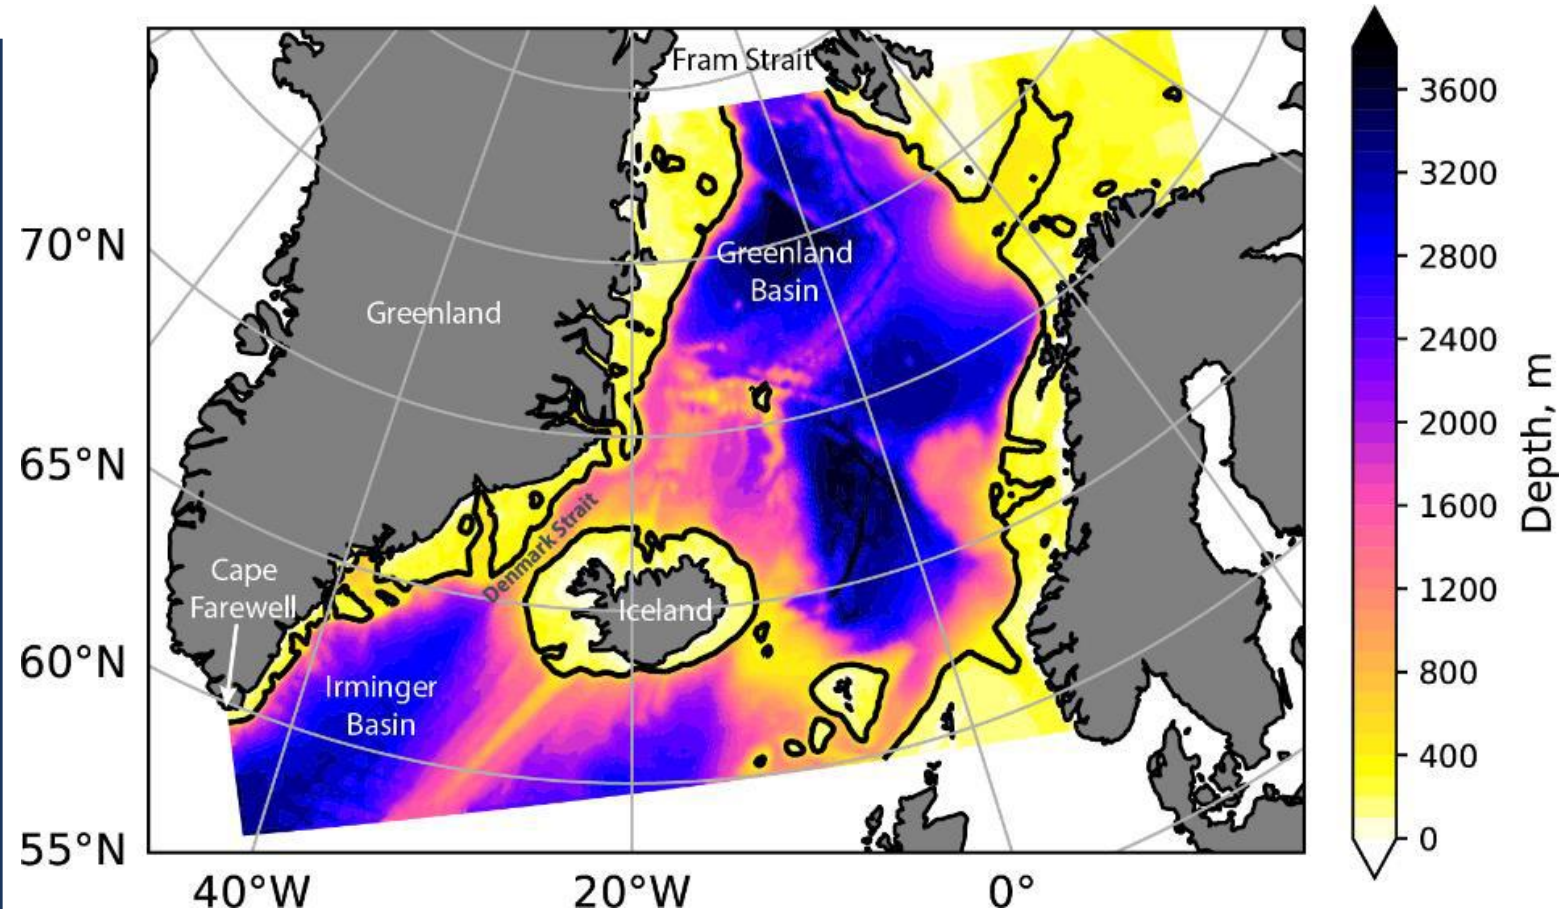 Fram Strait
3600
3200
70°N
Greenland
Basin
2800
Greenland
2400
Depth, m
2000
65°N
1600
Denmark Strait
Cape
Farewell
Iceland
1200
60°N
Irminger
Basin
800
400
55°N
0
40°W
20°W
0°